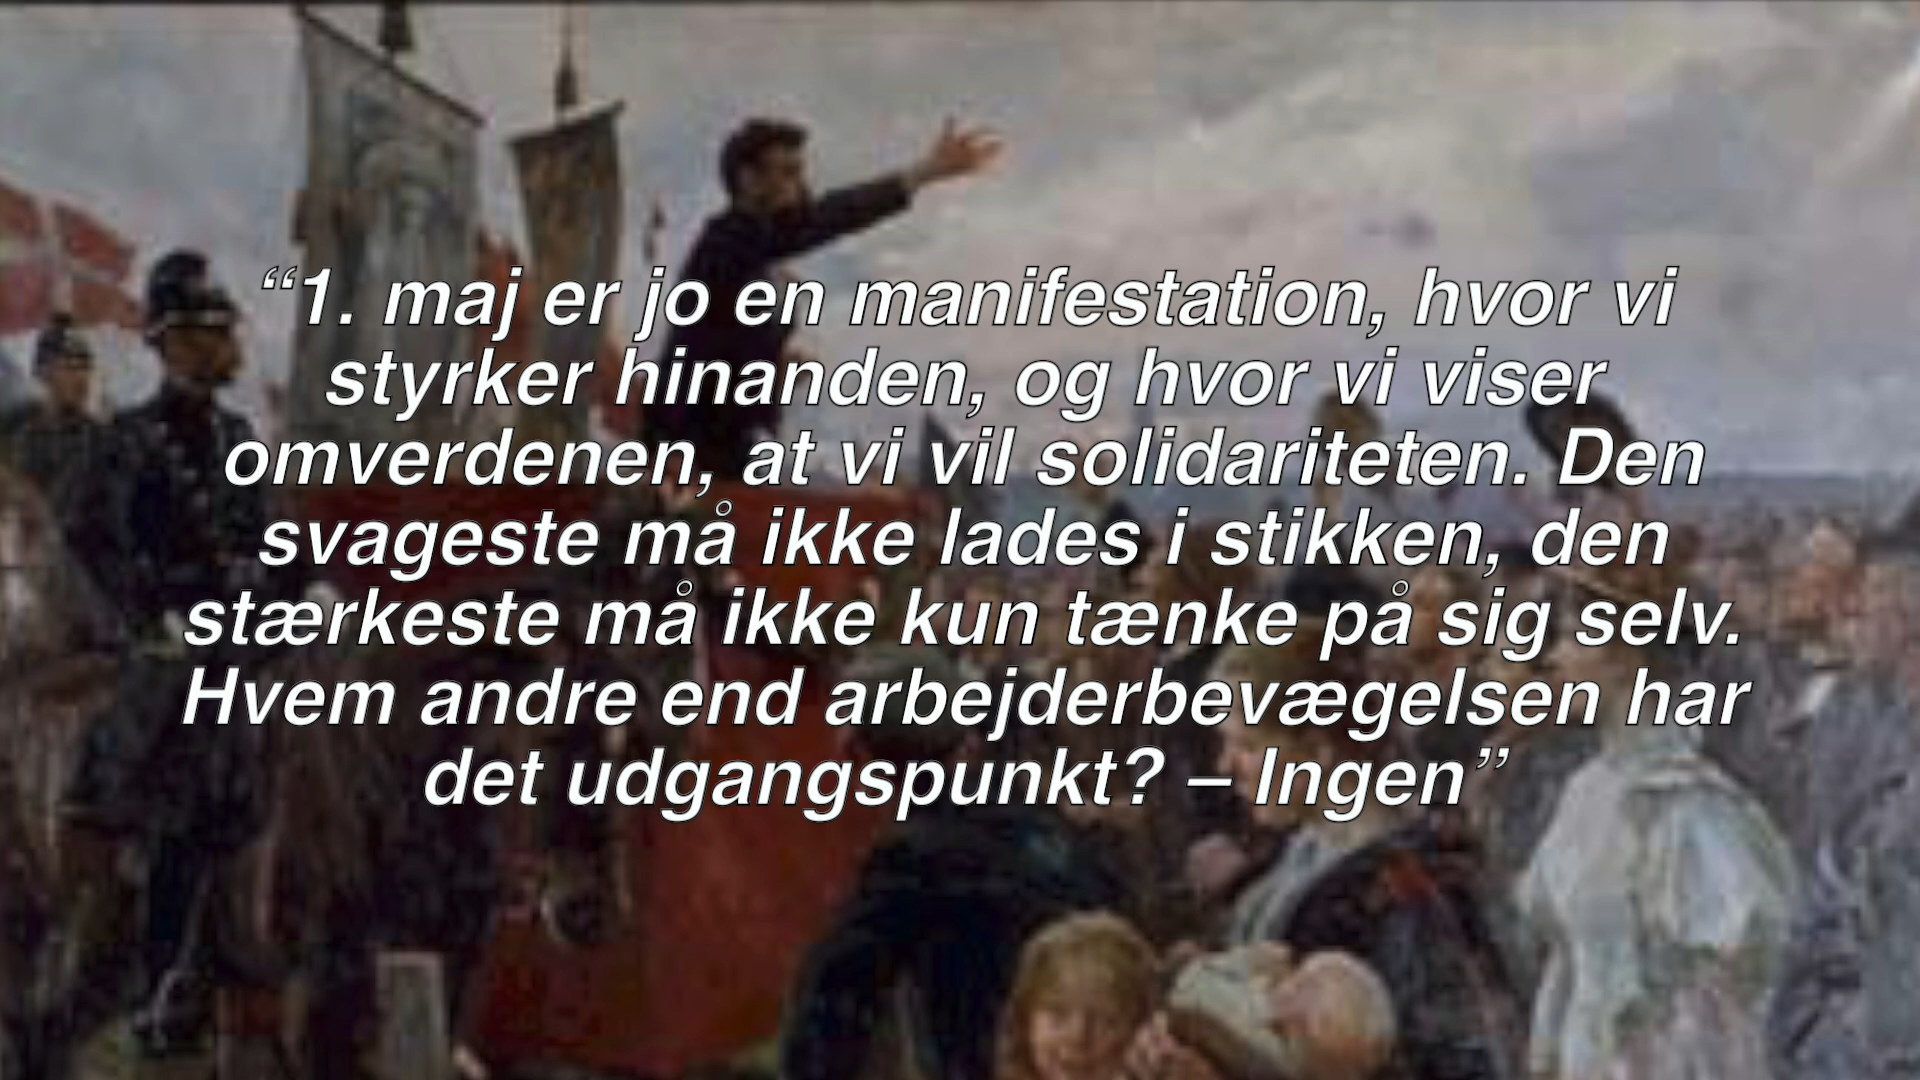 “1. maj er jo en manifestation, hvor vi
styrker hinanden, og hvor vi viser
omverdenen, at vi vil solidariteten. Den
svageste må ikke lades i stikken, den
stærkeste må ikke kun tænke på sig selv.
Hvem andre end arbejderbevægelsen har
det udgangspunkt? – Ingen”